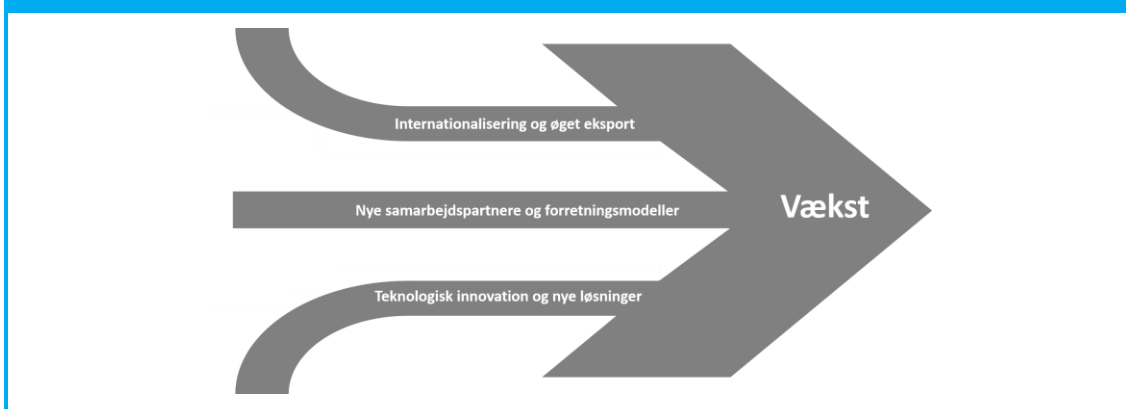 Internationalisering og øget eksport
Nye samarbejdspartnere og forretningsmodeller
Vækst
Teknologisk innovation og nye løsninger